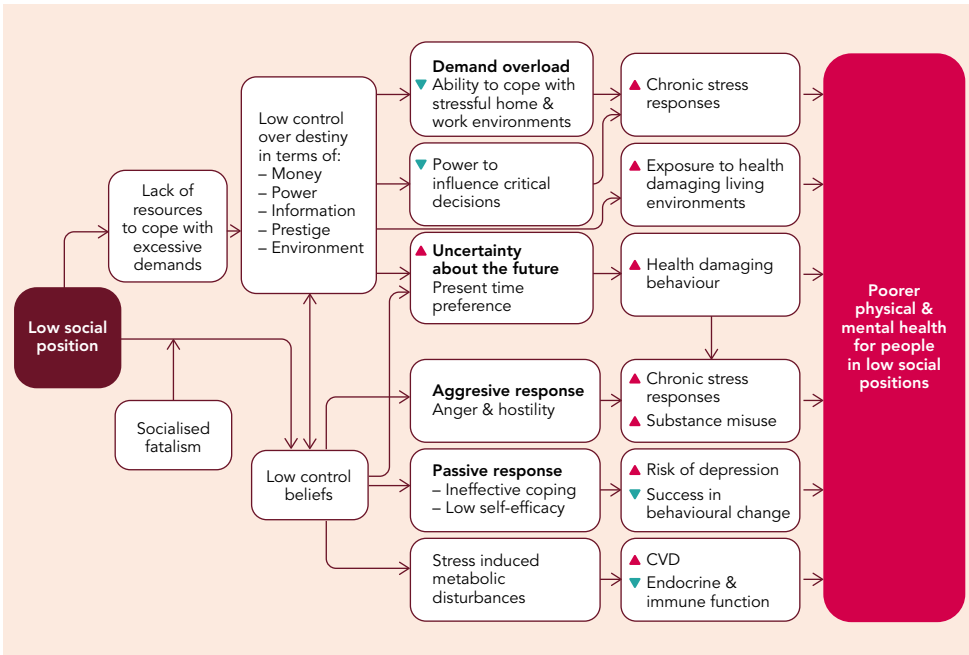 Low social
position
Lack of
resources
to cope with
excessive
demands
Socialised
fatalism
Low control
over destiny
in terms of:
– Money
– Power
– Information
– Prestige
– Environment
Low control
beliefs
Demand overload
▼ Ability to cope with
stressful home &
work environments
▼ Power to
influence critical
decisions
▲ Uncertainty
about the future
Present time
preference
Aggresive response
Anger & hostility
Passive response
– Ineffective coping
– Low self-efficacy
Stress induced
metabolic
disturbances
▲ Chronic stress
responses
▲ Exposure to health
damaging living
environments
▲ Health damaging
behaviour
▲ Chronic stress
responses
▲ Substance misuse
▲ Risk of depression
▼ Success in
behavioural change
▲ CVD
▼ Endocrine &
immune function
Poorer
physical &
mental health
for people
in low social
positions